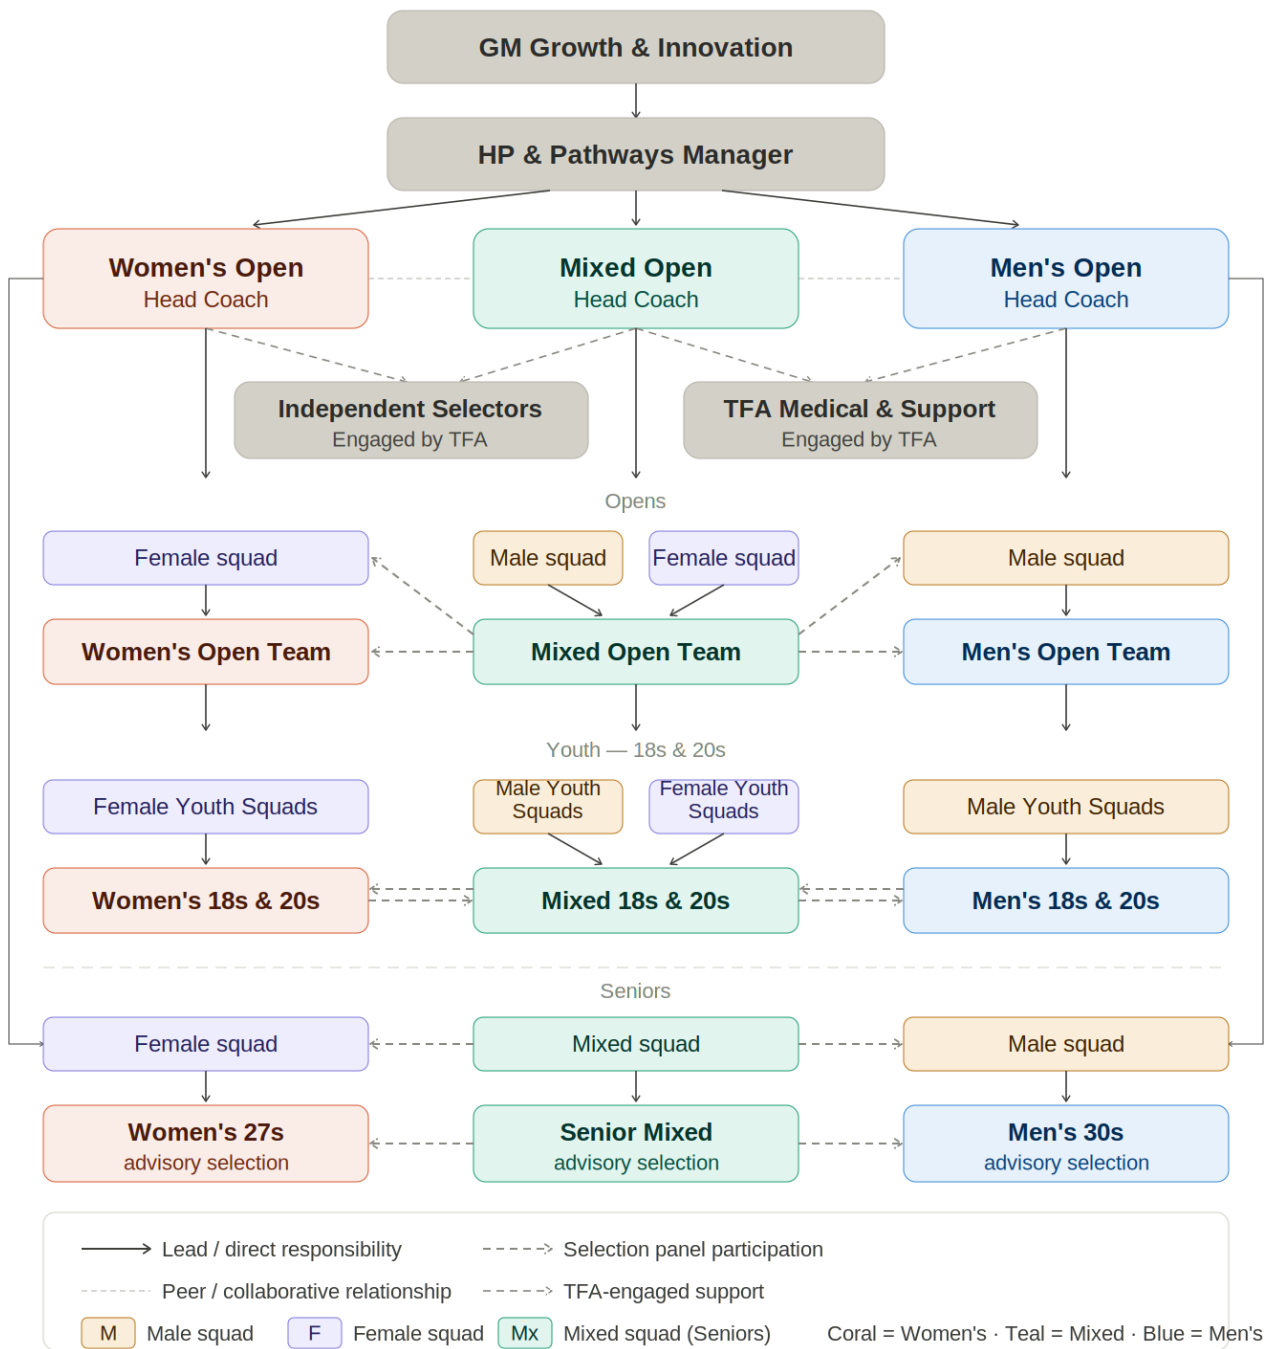 GM Growth & Innovation
HP & Pathways Manager
Women's Open
Head Coach
Mixed Open
Head Coach
Men's Open
Head Coach
Independent Selectors
Engaged by TFA
TFA Medical & Support
Engaged by TFA
Opens
Female squad
Male squad
Female squad
Male squad
Women's Open Team
Mixed Open Team
Men's Open Team
Youth — 18s & 20s
Female Youth Squads
Male Youth
Squads
Female Youth
Squads
Male Youth Squads
Women's 18s & 20s
Mixed 18s & 20s
Men's 18s & 20s
Seniors
Female squad
Mixed squad
Male squad
Women's 27s
advisory selection
Senior Mixed
advisory selection
Men's 30s
advisory selection
Lead / direct responsibility
Selection panel participation
Peer / collaborative relationship
TFA-engaged support
M Male squad
F Female squad
Mx Mixed squad (Seniors)
Coral = Women's · Teal = Mixed · Blue = Men's